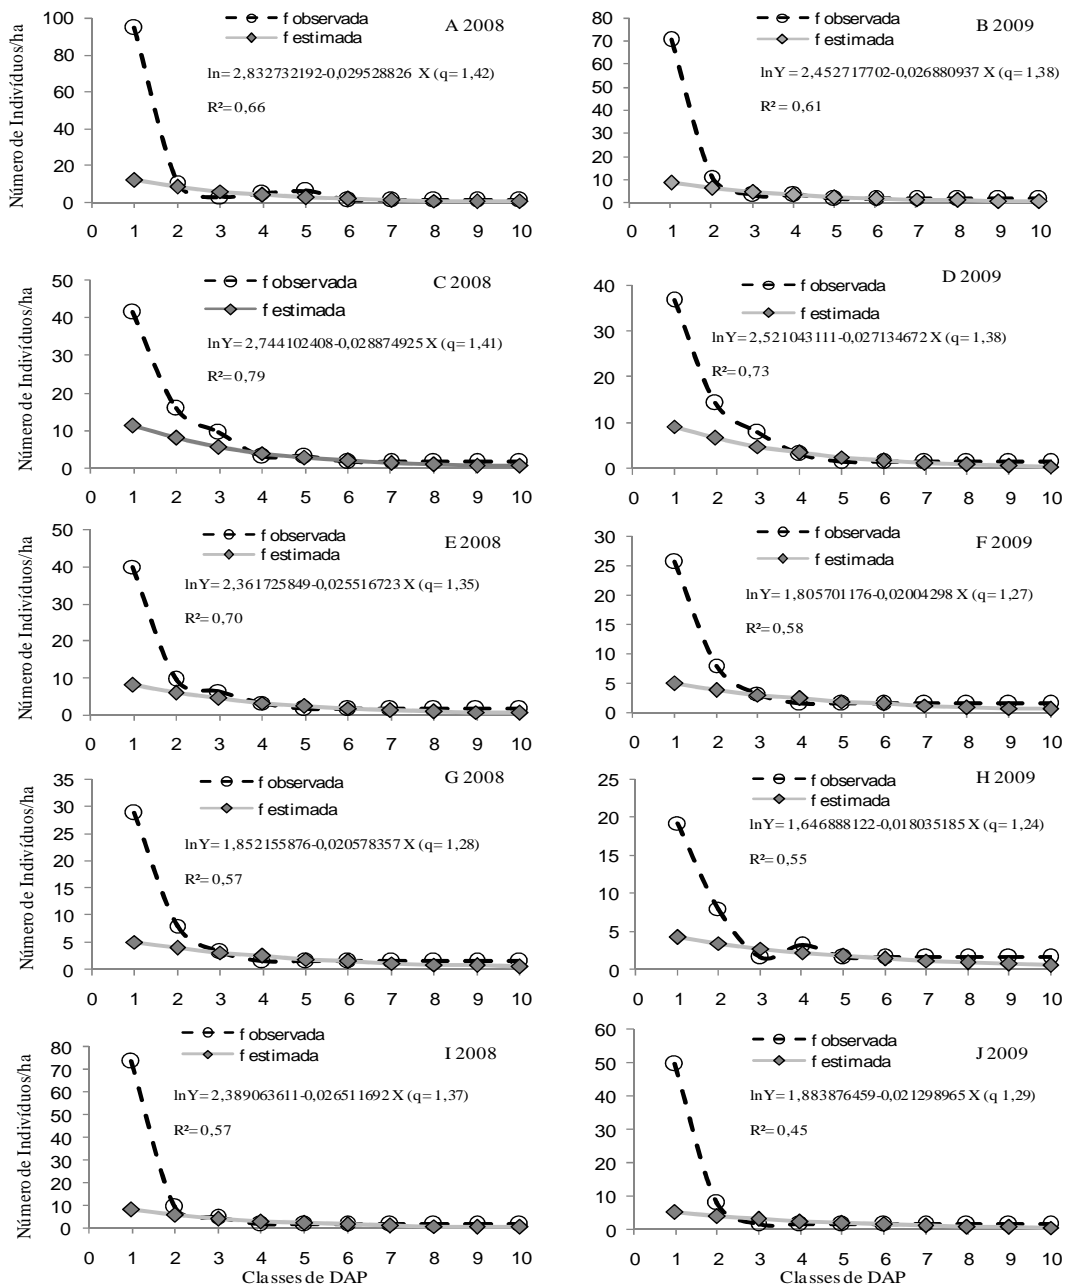 Número de Indivíduos/ha
100
80
60
40
20
0
0 1 2 3 4 5 6 7 8 9 10
f observada
f estimada
A 2008
ln= 2,832732192-0,029528826 X (q= 1,42)
R²= 0,66
80
70
60
50
40
30
20
10
0
0 1 2 3 4 5 6 7 8 9 10
f observada
f estimada
B 2009
lnY= 2,452717702-0,026880937 X (q= 1,38)
R² = 0,61
Número de Indivíduos/ha
50
40
30
20
10
0
0 1 2 3 4 5 6 7 8 9 10
f observada
f estimada
C 2008
lnY= 2,744102408-0,028874925 X (q= 1,41)
R²= 0,79
40
30
20
10
0
0 1 2 3 4 5 6 7 8 9 10
f observada
f estimada
D 2009
lnY= 2,521043111-0,027134672 X (q= 1,38)
R²= 0,73
Número de Indivíduos/ha
50
40
30
20
10
0
0 1 2 3 4 5 6 7 8 9 10
f observada
f estimada
E 2008
lnY= 2,361725849-0,025516723 X (q= 1,35)
R²= 0,70
30
25
20
15
10
5
0
0 1 2 3 4 5 6 7 8 9 10
f observada
f estimada
F 2009
lnY= 1,805701176-0,02004298 X (q= 1,27)
R²= 0,58
Número de Indivíduos/ha
35
30
25
20
15
10
5
0
0 1 2 3 4 5 6 7 8 9 10
f observada
f estimada
G 2008
lnY= 1,852155876-0,020578357 X (q= 1,28)
R²= 0,57
25
20
15
10
5
0
0 1 2 3 4 5 6 7 8 9 10
f observada
f estimada
H 2009
lnY= 1,646888122-0,018035185 X (q= 1,24)
R²= 0,55
Número de Indivíduos/ha
80
70
60
50
40
30
20
10
0
0 1 2 3 4 5 6 7 8 9 10
Classes de DAP
f observada
f estimada
I 2008
lnY= 2,389063611-0,026511692 X (q= 1,37)
R²= 0,57
60
50
40
30
20
10
0
0 1 2 3 4 5 6 7 8 9 10
Classes de DAP
f observada
f estimada
J 2009
lnY= 1,883876459-0,021298965 X (q 1,29)
R²= 0,45